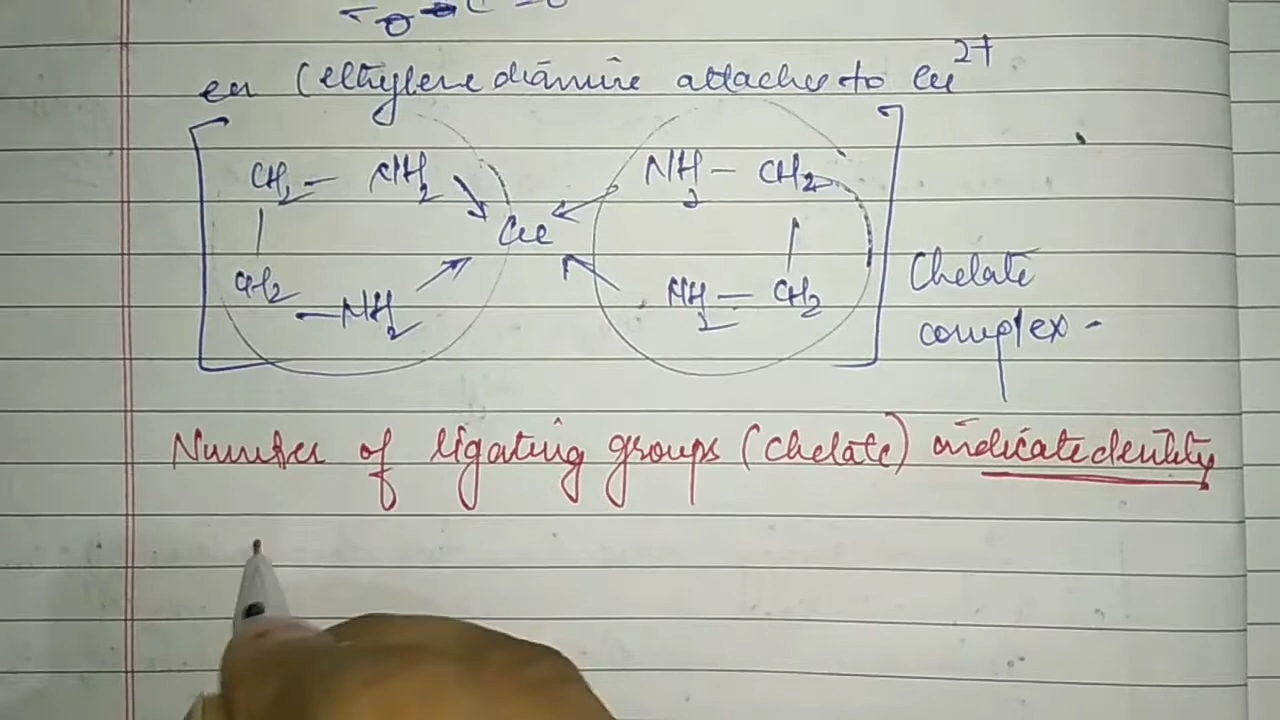 en (ethylene diamine attaches to Cu2+
CH2 – NH2 NH2 – CH2
Cu
CH2 – NH2 NH2 – CH2
Chelate
complex -
Number of ligating groups (chelate) indicate dentity